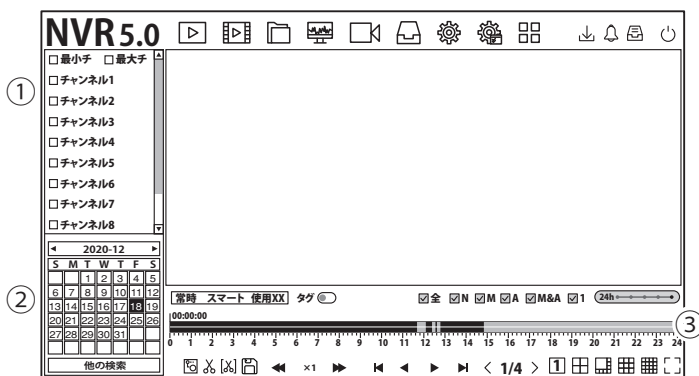 NVR 5.0
① □最小チ □最大チ
□チャンネル1
□チャンネル2
□チャンネル3
□チャンネル4
□チャンネル5
□チャンネル6
□チャンネル7
□チャンネル8
② ◄ 2020-12 ►
S M T W T F S
1 2 3 4 5
6 7 8 9 10 11 12
13 14 15 16 17 18 19
20 21 22 23 24 25 26
27 28 29 30 31
他の検索
常時 スマート 使用XX タグ ☑全 ☑N ☑M ☑A ☑M&A ☑1 24h
00:00:00
③
0 1 2 3 4 5 6 7 8 9 10 11 12 13 14 15 16 17 18 19 20 21 22 23 24
×1 < 1/4 > 1